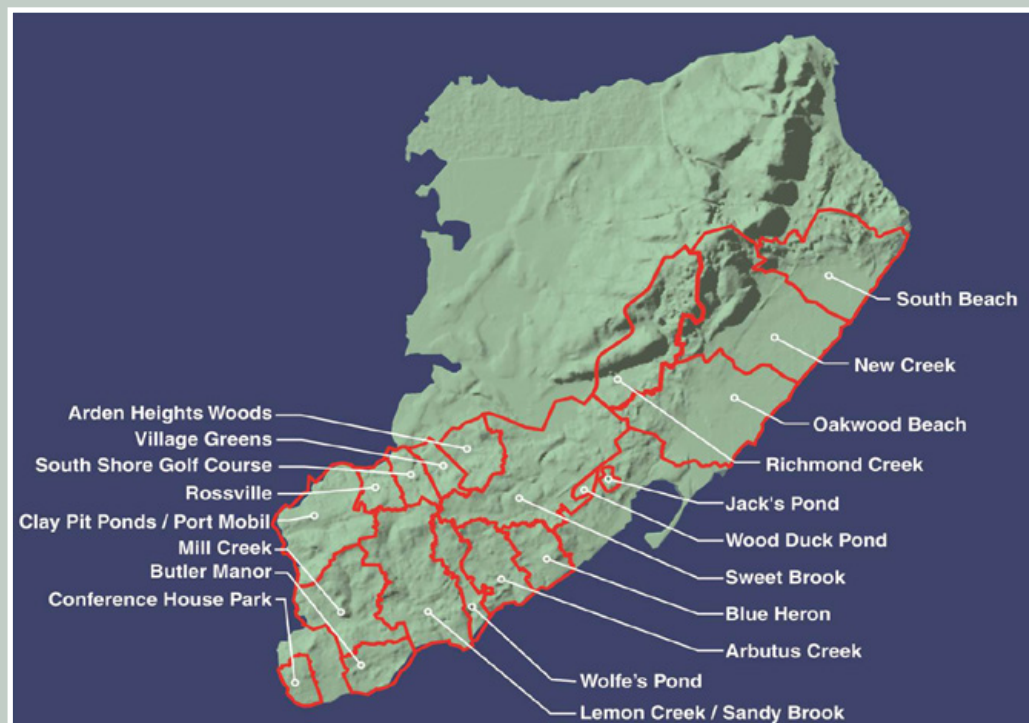 South Beach
New Creek
Oakwood Beach
Richmond Creek
Jack's Pond
Wood Duck Pond
Sweet Brook
Blue Heron
Arbutus Creek
Wolfe's Pond
Lemon Creek / Sandy Brook
Arden Heights Woods
Village Greens
South Shore Golf Course
Rossville
Clay Pit Ponds / Port Mobil
Mill Creek
Butler Manor
Conference House Park